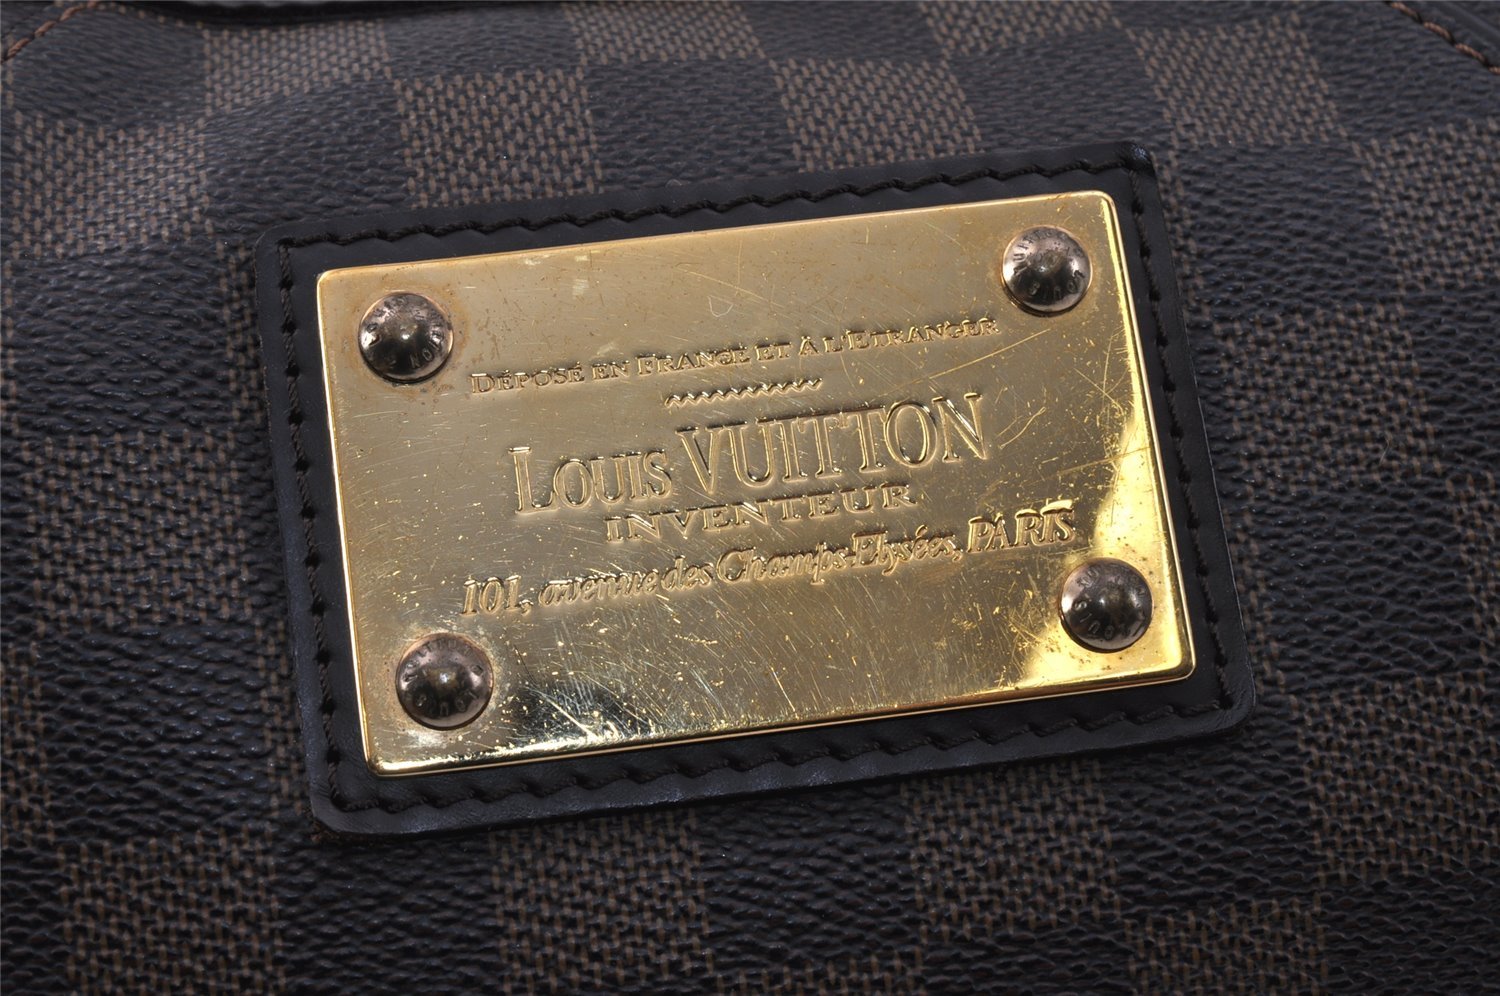 DÉPOSÉ EN FRANCE ET À L'ETRANGER
LOUIS VUITTON
INVENTEUR
101, avenue des Champs-Elysées, PARIS